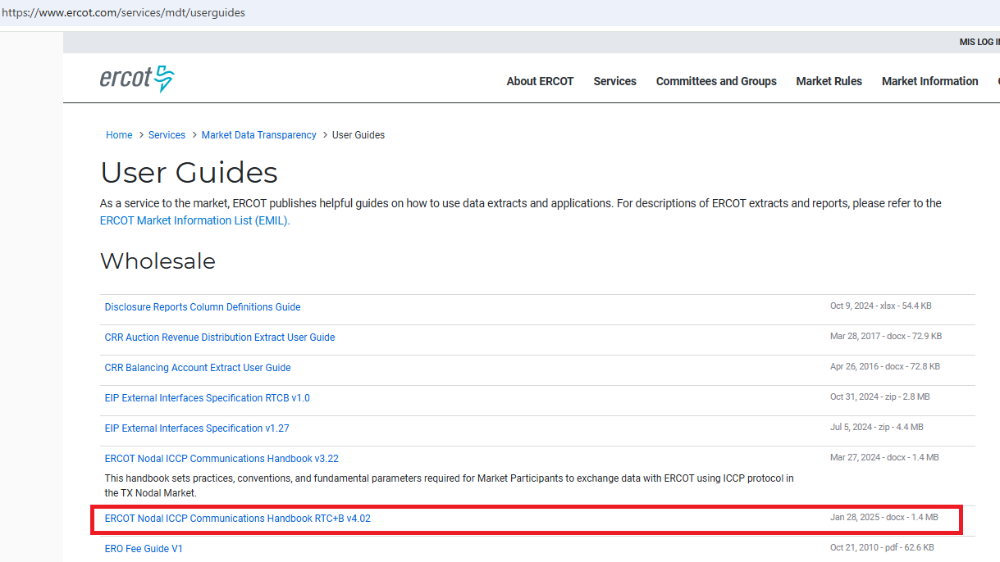 https://www.ercot.com/services/mdt/userguides
MIS LOG
ercot
About ERCOT Services Committees and Groups Market Rules Market Information
Home > Services > Market Data Transparency > User Guides
User Guides
As a service to the market, ERCOT publishes helpful guides on how to use data extracts and applications. For descriptions of ERCOT extracts and reports, please refer to the
ERCOT Market Information List (EMIL).
Wholesale
Disclosure Reports Column Definitions Guide Oct 9, 2024 - xlsx - 54.4 KB
CRR Auction Revenue Distribution Extract User Guide Mar 28, 2017 - docx - 72.9 KB
CRR Balancing Account Extract User Guide Apr 26, 2016 - docx - 72.8 KB
EIP External Interfaces Specification RTCB v1.0 Oct 31, 2024 - zip - 2.8 MB
EIP External Interfaces Specification v1.27 Jul 5, 2024 - zip - 4.4 MB
ERCOT Nodal ICCP Communications Handbook v3.22 Mar 27, 2024 - docx - 1.4 MB
This handbook sets practices, conventions, and fundamental parameters required for Market Participants to exchange data with ERCOT using ICCP protocol in
the TX Nodal Market.
ERCOT Nodal ICCP Communications Handbook RTC+B v4.02 Jan 28, 2025 - docx - 1.4 MB
ERO Fee Guide V1 Oct 21, 2010 - pdf - 62.6 KB